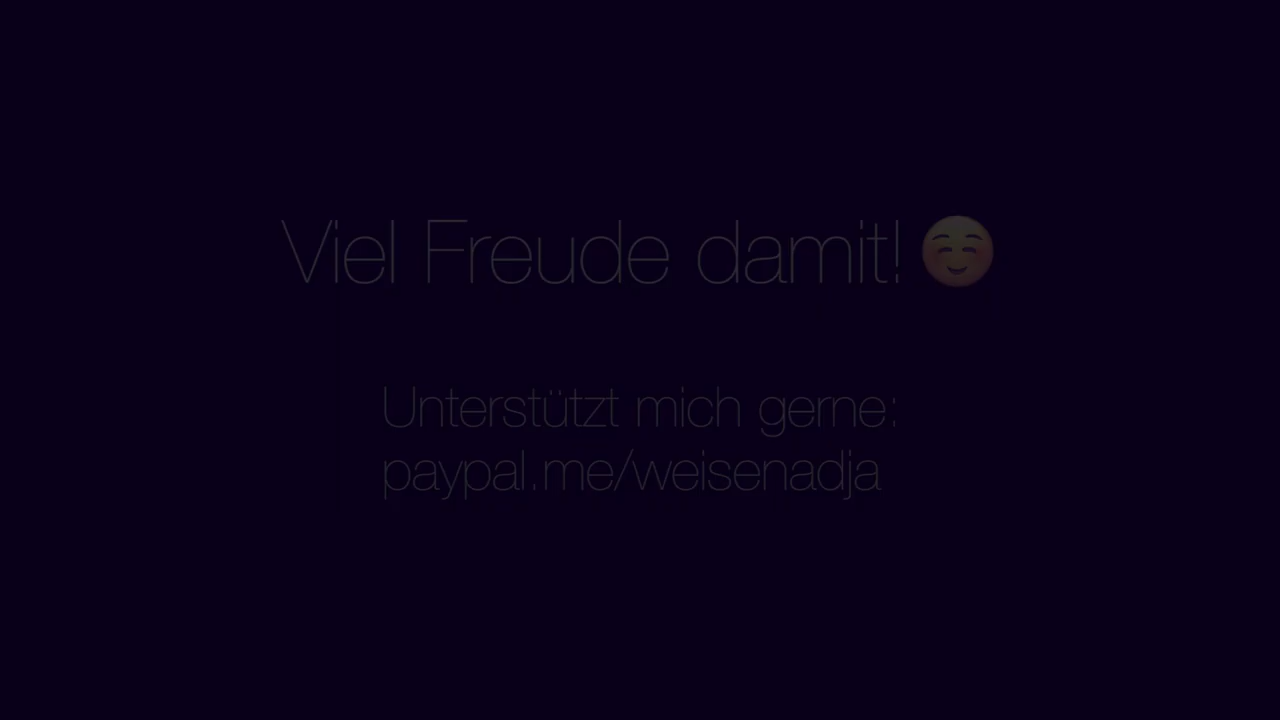 Viel Freude damit! 😊
Unterstützt mich gerne:
paypal.me/weisenadja